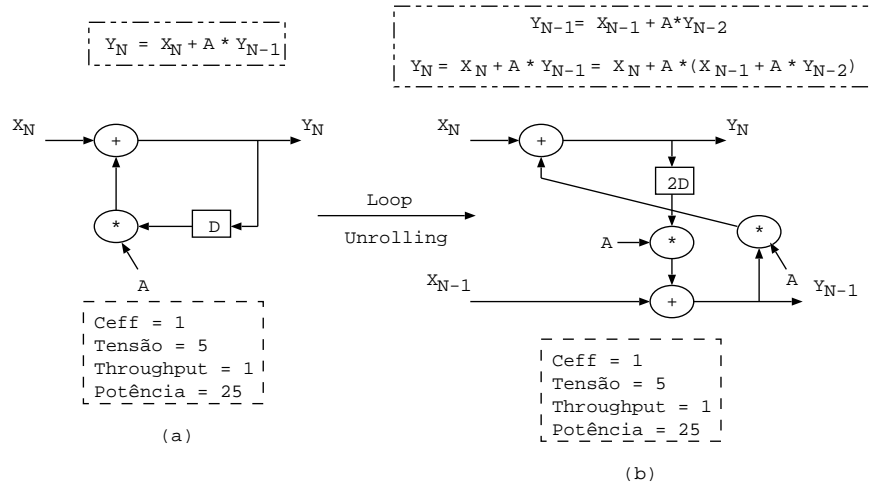 Y_N = X_N + A * Y_{N-1}
X_N
+
Y_N
*
D
A
Ceff = 1
Tensão = 5
Throughput = 1
Potência = 25
(a)
Loop
Unrolling
Y_{N-1} = X_{N-1} + A*Y_{N-2}
Y_N = X_N + A * Y_{N-1} = X_N + A *(X_{N-1} + A * Y_{N-2})
X_N
+
Y_N
2D
A
*
*
A
X_{N-1}
+
Y_{N-1}
Ceff = 1
Tensão = 5
Throughput = 1
Potência = 25
(b)